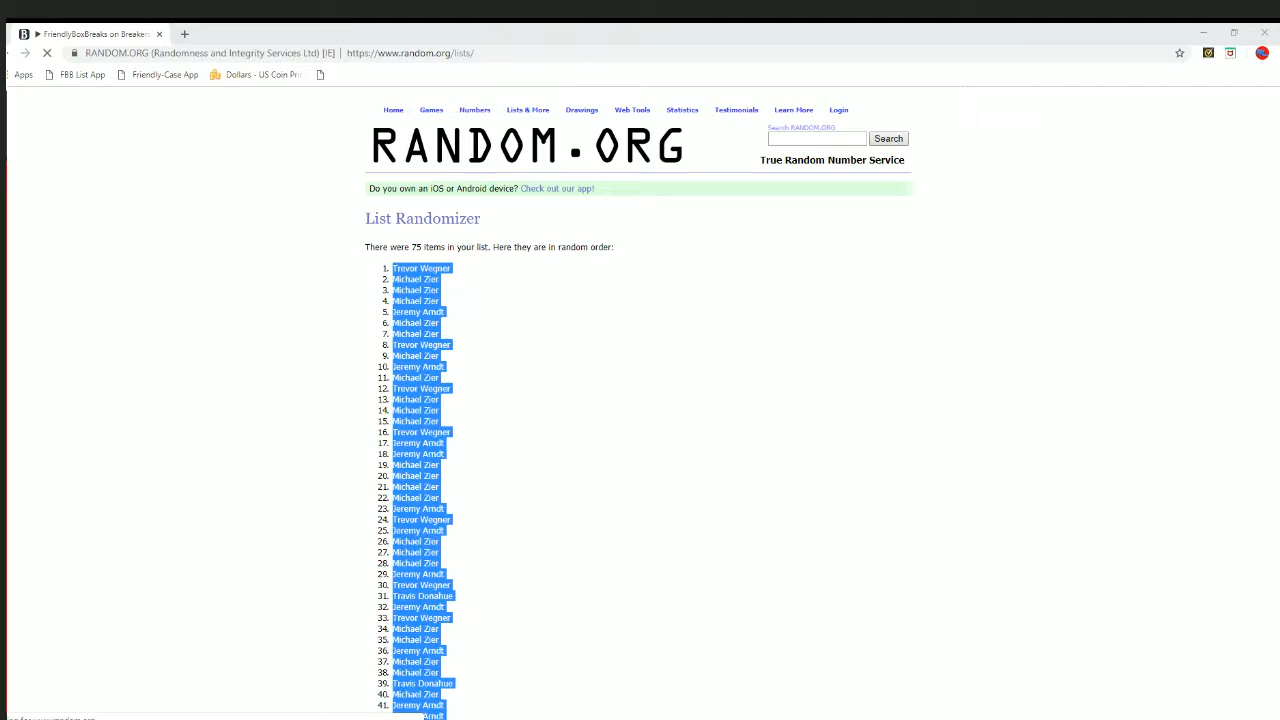 FriendlyBoxBreaks on Breakers
RANDOM.ORG (Randomness and Integrity Services Ltd) [IE] | https://www.random.org/lists/
Apps FBB List App Friendly-Case App Dollars - US Coin Pric
Home Games Numbers Lists & More Drawings Web Tools Statistics Testimonials Learn More Login
Search RANDOM.ORG
RANDOM.ORG
Search
True Random Number Service
Do you own an iOS or Android device? Check out our app!
List Randomizer
There were 75 items in your list. Here they are in random order:
1. Trevor Wegner
2. Michael Zier
3. Michael Zier
4. Michael Zier
5. Jeremy Arndt
6. Michael Zier
7. Michael Zier
8. Trevor Wegner
9. Michael Zier
10. Jeremy Arndt
11. Michael Zier
12. Trevor Wegner
13. Michael Zier
14. Michael Zier
15. Michael Zier
16. Trevor Wegner
17. Jeremy Arndt
18. Jeremy Arndt
19. Michael Zier
20. Michael Zier
21. Michael Zier
22. Michael Zier
23. Jeremy Arndt
24. Trevor Wegner
25. Jeremy Arndt
26. Michael Zier
27. Michael Zier
28. Michael Zier
29. Jeremy Arndt
30. Trevor Wegner
31. Travis Donahue
32. Jeremy Arndt
33. Trevor Wegner
34. Michael Zier
35. Michael Zier
36. Jeremy Arndt
37. Michael Zier
38. Michael Zier
39. Travis Donahue
40. Michael Zier
41. Jeremy Arndt
Arndt